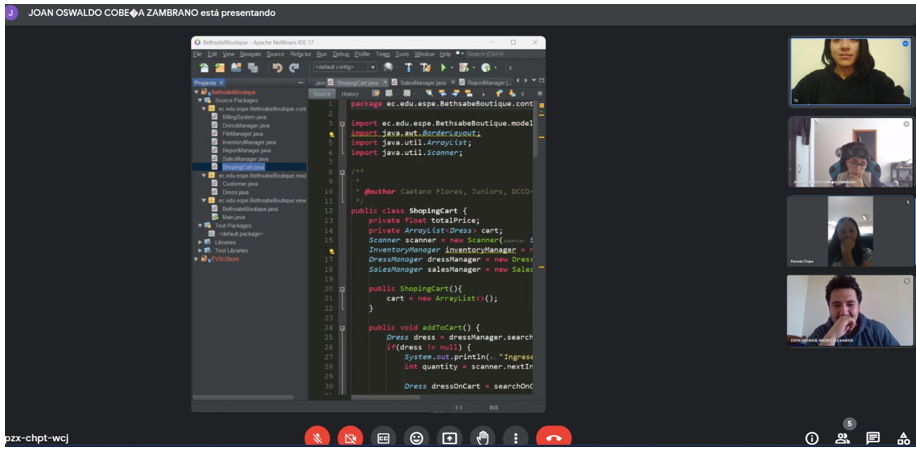 J
JOAN OSWALDO COBE�A ZAMBRANO está presentando
BethsabeBoutique - Apache NetBeans IDE 17
File Edit View Navigate Source Refactor Run Debug Profile Team Tools Window Help Search (Ctrl+I)
<default config>
Projects
ShopingCart.java SalesManager.java ReportManager.j
Source History
BethsabeBoutique
Source Packages
ec.edu.espe.BethsabeBoutique.cont
BillingSystem.java
DressManager.java
FileManager.java
InventoryManager.java
ReportManager.java
SalesManager.java
ShopingCart.java
ec.edu.espe.BethsabeBoutique.mod
Customer.java
Dress.java
ec.edu.espe.BethsabeBoutique.view
BethsabeBoutique.java
Main.java
Test Packages
<default package>
Libraries
Test Libraries
EVSUStore
1 package ec.edu.espe.BethsabeBoutique.cont
2
3 import ec.edu.espe.BethsabeBoutique.model
import java.awt.BorderLayout;
5 import java.util.ArrayList;
6 import java.util.Scanner;
8 /**
9 *
10 * @author Caetano Flores, Juniors, DCCO-
11 */
12 public class ShopingCart {
13 private float totalPrice;
14 private ArrayList<Dress> cart;
15 Scanner scanner = new Scanner(source: S
InventoryManager inventoryManager = n
17 DressManager dressManager = new Dres
18 SalesManager salesManager = new Sale
19
20 public ShopingCart(){
21 cart = new ArrayList<>();
22 }
23
24 public void addToCart() {
25 Dress dress = dressManager.search
26 if(dress != null) {
27 System.out.println("Ingrese
28 int quantity = scanner.nextIn
29
30 Dress dressOnCart = searchOnC
1:1 INS
Tú
Pamela Chipe
pzx-chpt-wcj
5